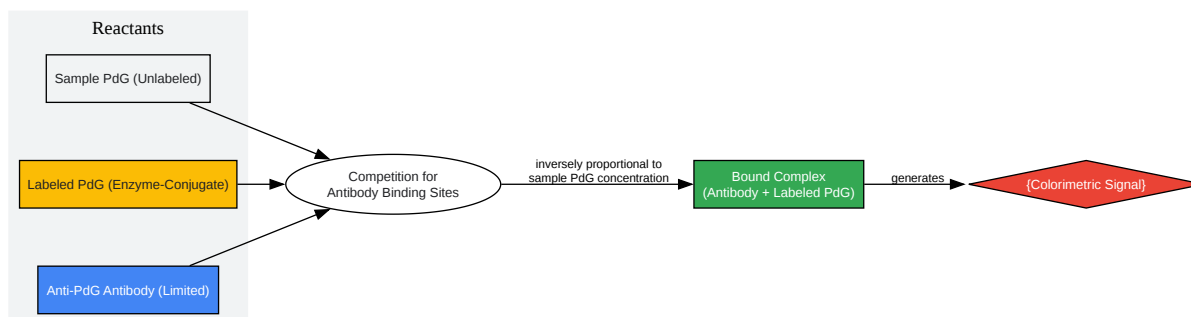 Reactants
Sample PdG (Unlabeled)
Labeled PdG (Enzyme-Conjugate)
Anti-PdG Antibody (Limited)
Competition for
Antibody Binding Sites
inversely proportional to
sample PdG concentration
Bound Complex
(Antibody + Labeled PdG)
generates
{Colorimetric Signal}